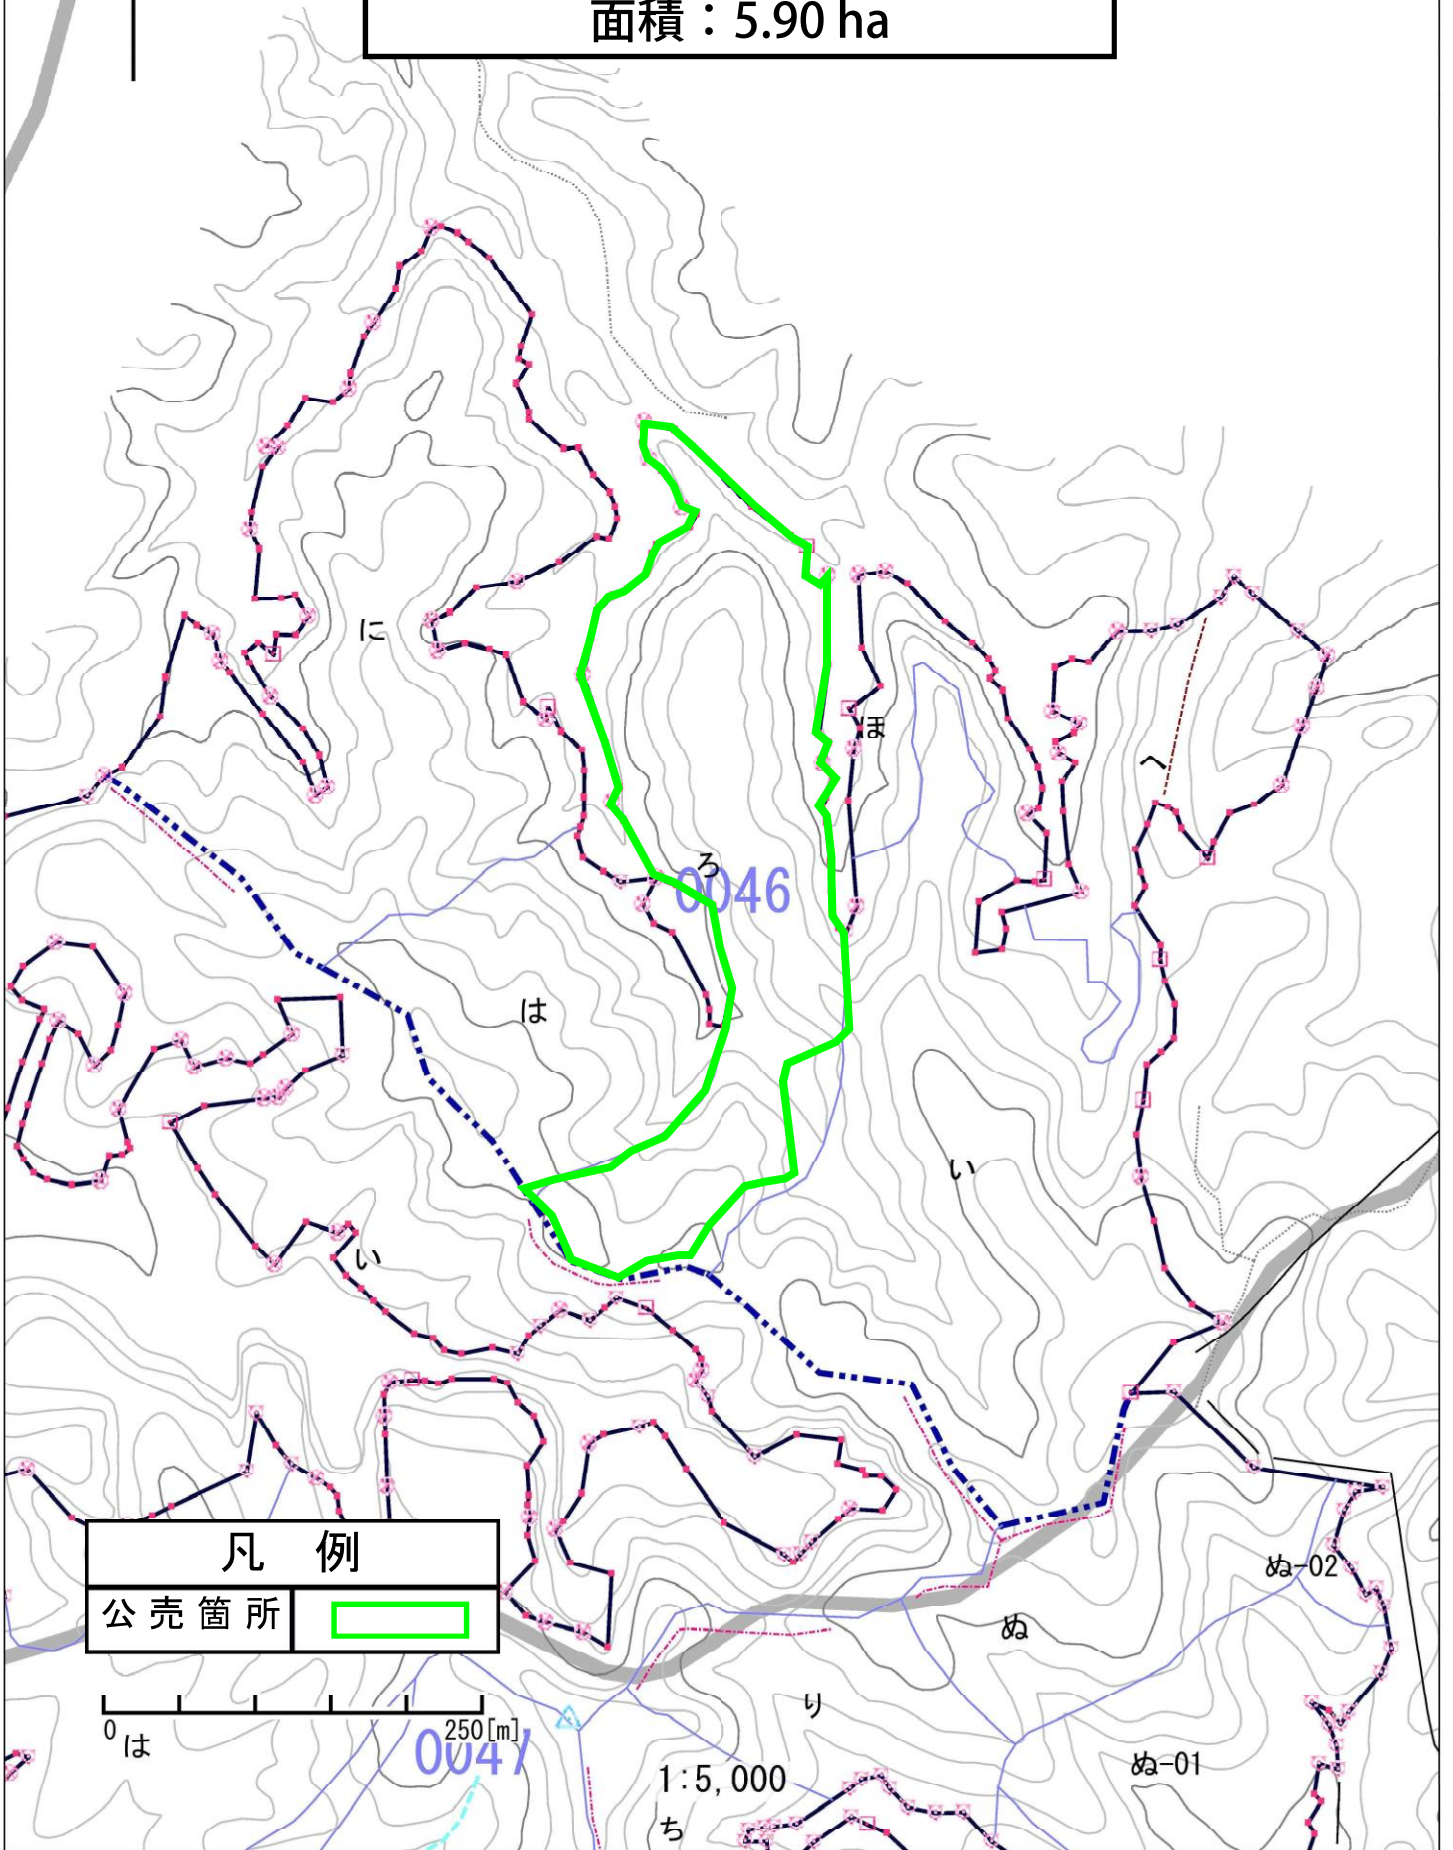 面積：5.90 ha
に
ほ
へ
ろ
0046
は
い
い
凡 例
公売箇所
ぬ-02
ぬ
り
0
250[m]
は
0047
1:5,000
ぬ-01
ち